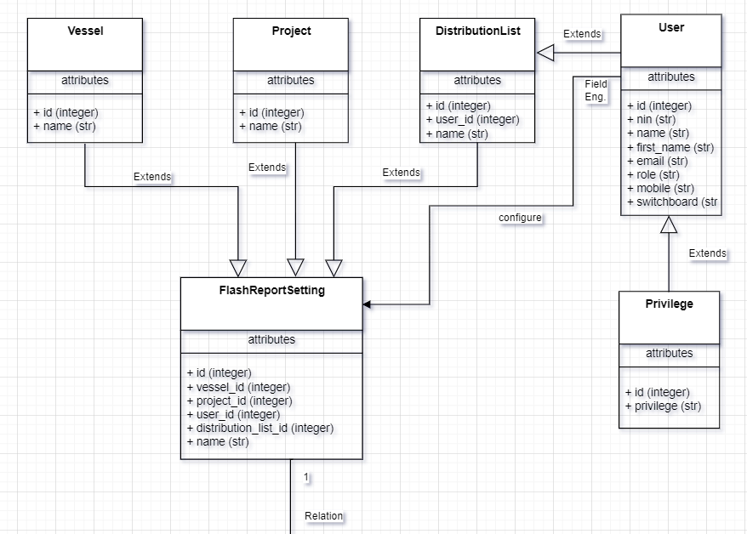 Vessel
attributes
+ id (integer)
+ name (str)
Project
attributes
+ id (integer)
+ name (str)
DistributionList
attributes
+ id (integer)
+ user_id (integer)
+ name (str)
Extends
User
attributes
+ id (integer)
+ nin (str)
+ name (str)
+ first_name (str)
+ email (str)
+ role (str)
+ mobile (str)
+ switchboard (str
Field
Eng.
Extends
Extends
Extends
configure
Extends
FlashReportSetting
attributes
+ id (integer)
+ vessel_id (integer)
+ project_id (integer)
+ user_id (integer)
+ distribution_list_id (integer)
+ name (str)
Privilege
attributes
+ id (integer)
+ privilege (str)
1
Relation